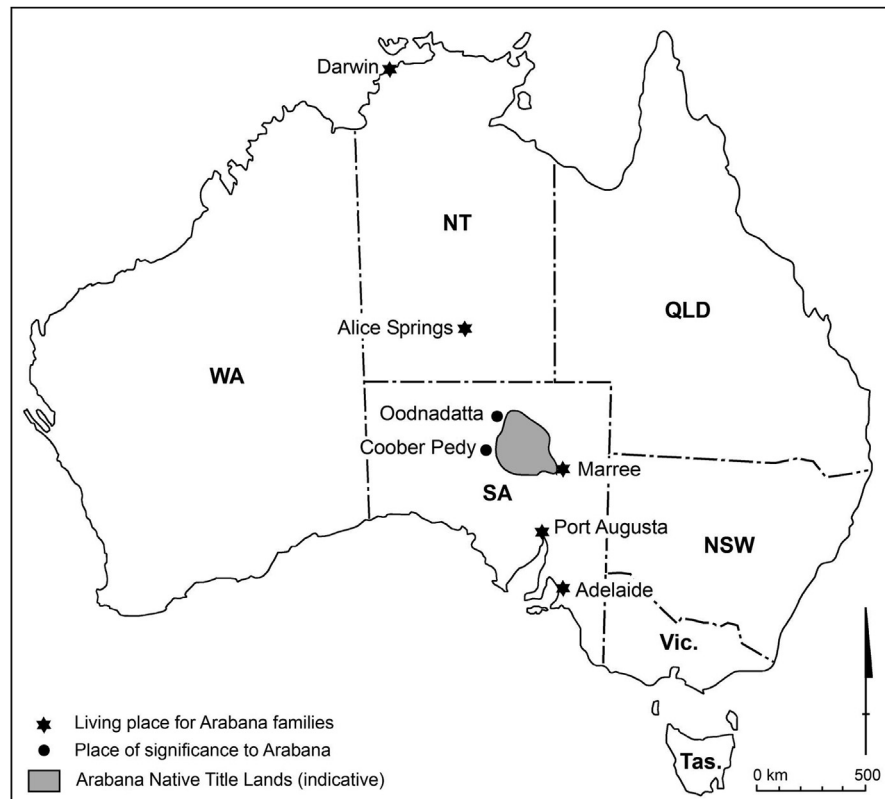 Darwin
NT
Alice Springs
QLD
WA
Oodnadatta
Coober Pedy
Marree
SA
Port Augusta
NSW
Adelaide
Vic.
Living place for Arabana families
Place of significance to Arabana
Arabana Native Title Lands (indicative)
Tas.
0 km 500